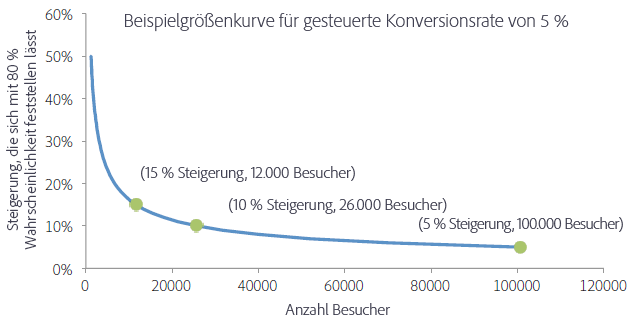 Beispielgrößenkurve für gesteuerte Konversionsrate von 5 %
Steigerung, die sich mit 80 %
Wahrscheinlichkeit feststellen lässt
60%
50%
40%
30%
20%
10%
0%
(15 % Steigerung, 12.000 Besucher)
(10 % Steigerung, 26.000 Besucher)
(5 % Steigerung, 100.000 Besucher)
0
20000
40000
60000
80000
100000
120000
Anzahl Besucher